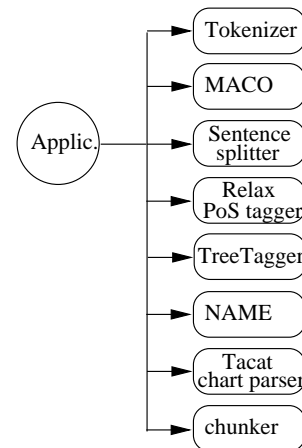 Tokenizer
MACO
Applic.
Sentence
splitter
Relax
PoS tagger
TreeTagger
NAME
Tacat
chart parser
chunker